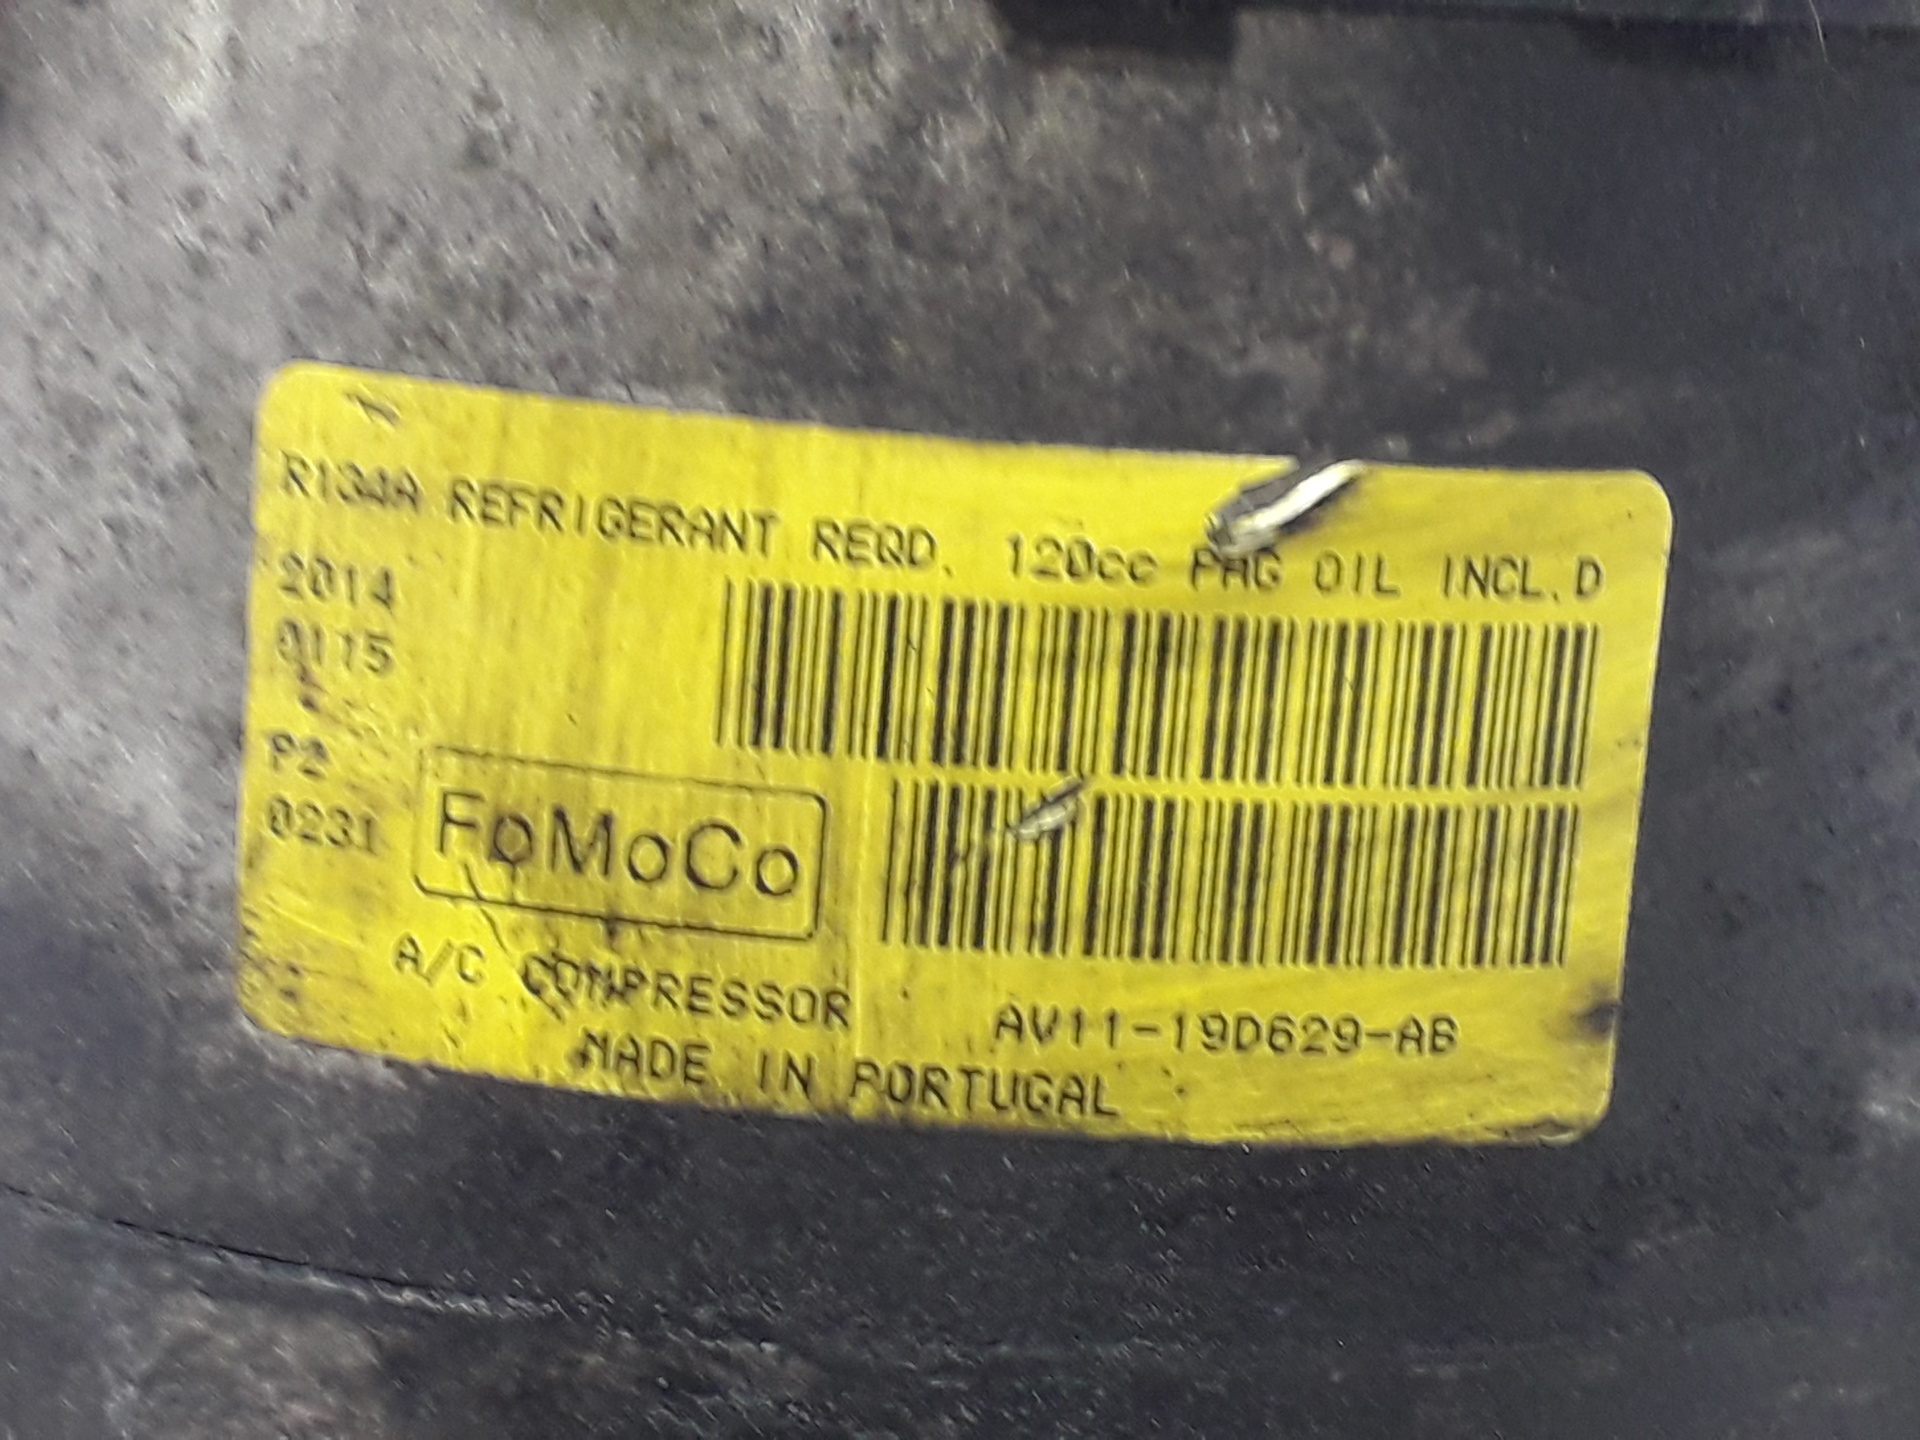 R134A REFRIGERANT REQD. 120cc PAG OIL INCL.D
2014
0115
P2
0231
FoMoCo
A/C COMPRESSOR
AV11-19D629-AB
MADE IN PORTUGAL